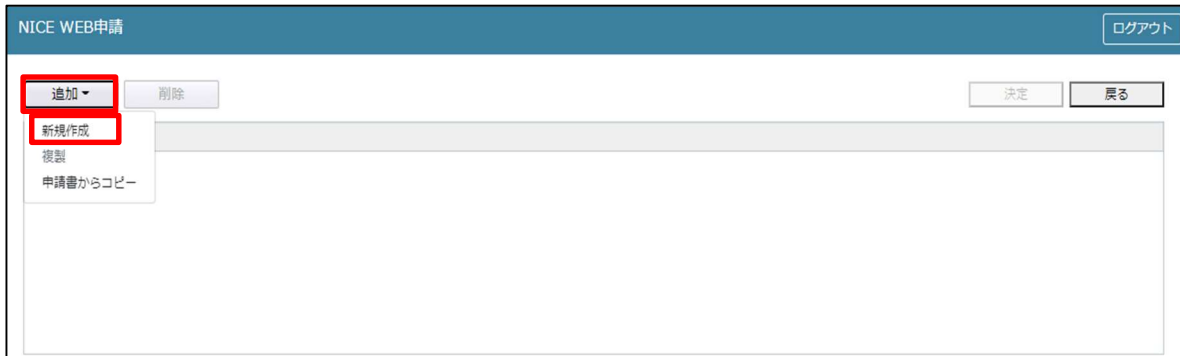 NICE WEB申請
ログアウト
追加
削除
決定
戻る
新規作成
複製
申請書からコピー